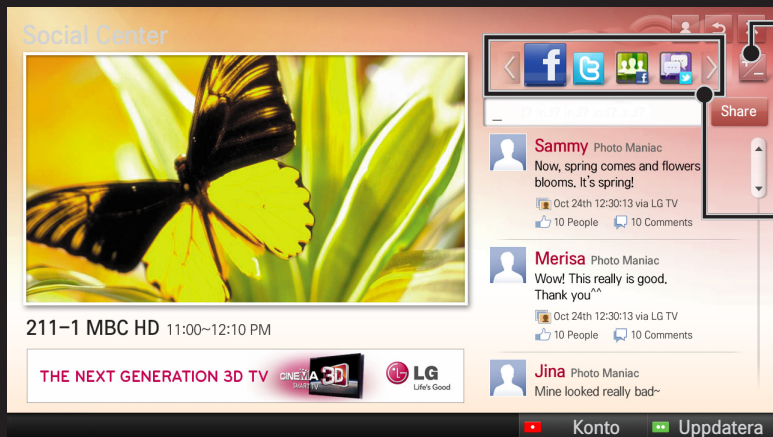 Social Center
Share
Sammy Photo Maniac
Now, spring comes and flowers
blooms. It's spring!
Oct 24th 12:30:13 via LG TV
10 People 10 Comments
Merisa Photo Maniac
Wow! This really is good.
Thank you^^
Oct 24th 12:30:13 via LG TV
10 People 10 Comments
Jina Photo Maniac
Mine looked really bad~
211-1 MBC HD 11:00~12:10 PM
THE NEXT GENERATION 3D TV CINEMA 3D SMART TV LG Life's Good
Konto Uppdatera